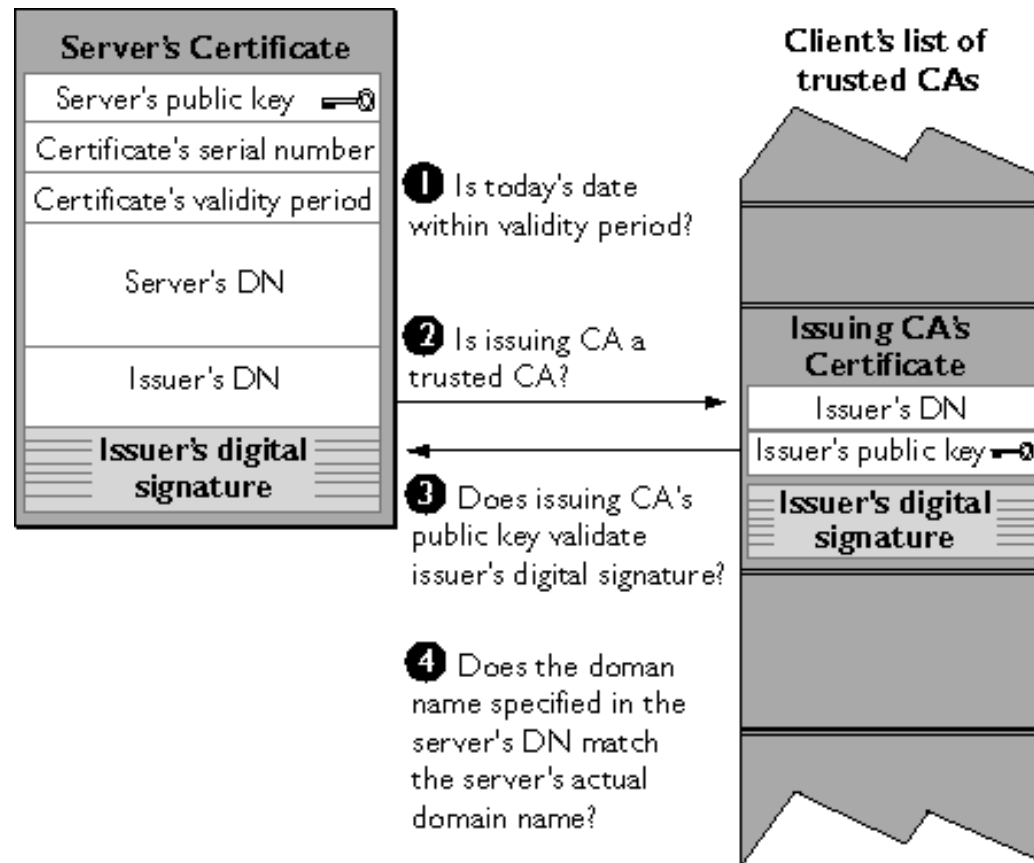 Server's Certificate
Server's public key
Certificate's serial number
Certificate's validity period
Server's DN
Issuer's DN
Issuer's digital
signature
1 Is today's date
within validity period?
2 Is issuing CA a
trusted CA?
3 Does issuing CA's
public key validate
issuer's digital signature?
4 Does the doman
name specified in the
server's DN match
the server's actual
domain name?
Client's list of
trusted CAs
Issuing CA's
Certificate
Issuer's DN
Issuer's public key
Issuer's digital
signature